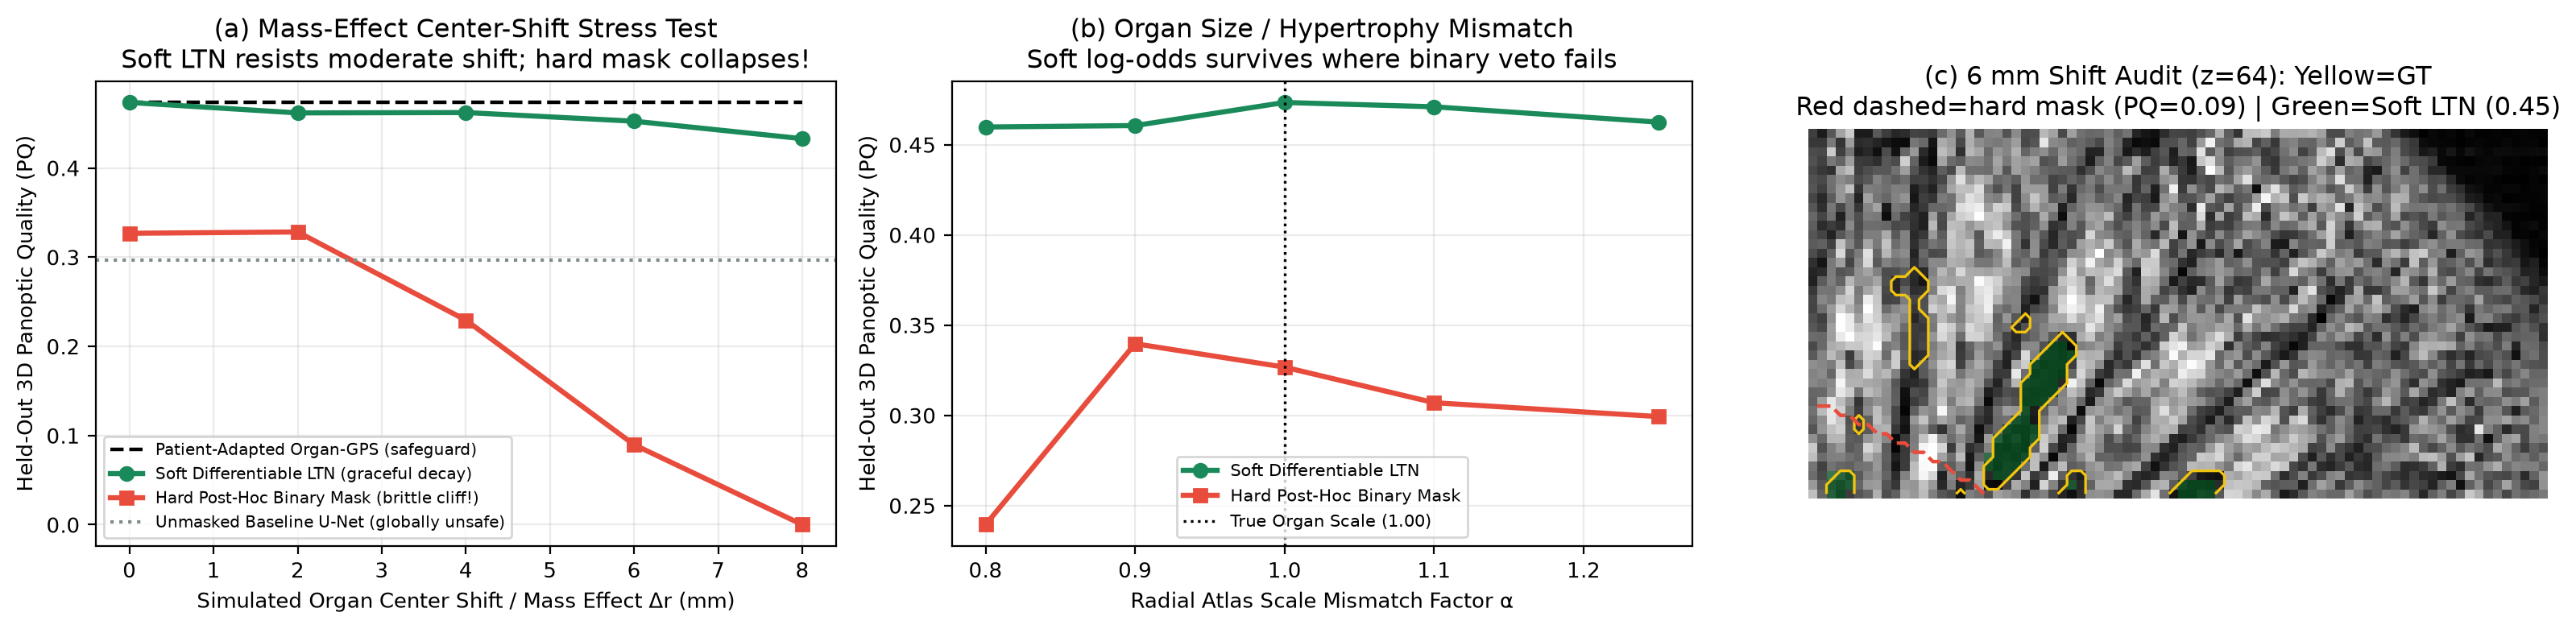 (a) Mass-Effect Center-Shift Stress Test
Soft LTN resists moderate shift; hard mask collapses!
Held-Out 3D Panoptic Quality (PQ)
0.4
0.3
0.2
0.1
0.0
Patient-Adapted Organ-GPS (safeguard)
Soft Differentiable LTN (graceful decay)
Hard Post-Hoc Binary Mask (brittle cliff!)
Unmasked Baseline U-Net (globally unsafe)
0 1 2 3 4 5 6 7 8
Simulated Organ Center Shift / Mass Effect Δr (mm)
(b) Organ Size / Hypertrophy Mismatch
Soft log-odds survives where binary veto fails
Held-Out 3D Panoptic Quality (PQ)
0.45
0.40
0.35
0.30
0.25
Soft Differentiable LTN
Hard Post-Hoc Binary Mask
True Organ Scale (1.00)
0.8 0.9 1.0 1.1 1.2
Radial Atlas Scale Mismatch Factor α
(c) 6 mm Shift Audit (z=64): Yellow=GT
Red dashed=hard mask (PQ=0.09) | Green=Soft LTN (0.45)